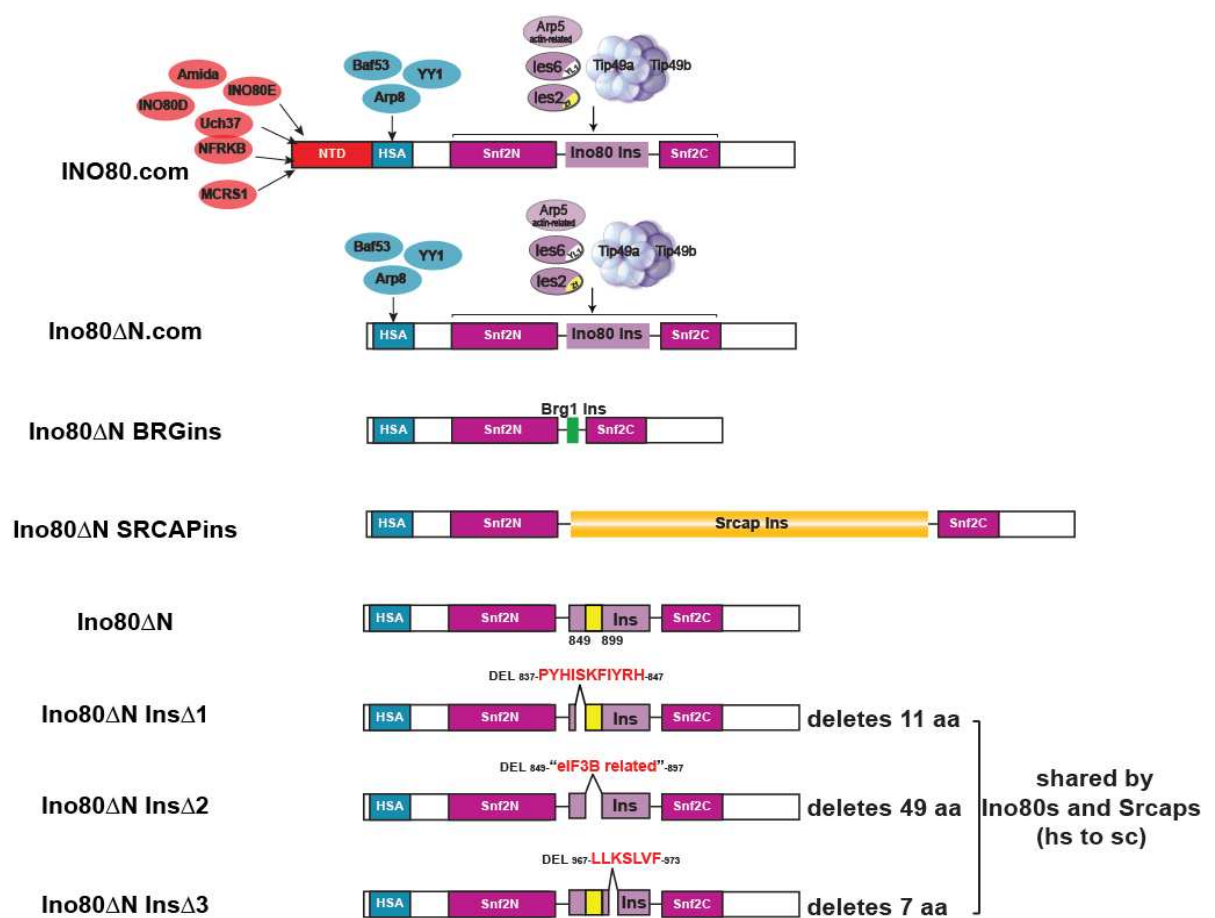 Arp5
actin-related
Ies6 YL1
Ies2 Zf
Tip49a Tip49b
Baf53
YY1
Arp8
Amida
INO80E
INO80D
Uch37
NFRKB
MCRS1
INO80.com
NTD HSA Snf2N Ino80 Ins Snf2C
Arp5
actin-related
Ies6 YL1
Ies2 Zf
Tip49a Tip49b
Baf53
YY1
Arp8
Ino80ΔN.com
HSA Snf2N Ino80 Ins Snf2C
Brg1 Ins
Ino80ΔN BRGins
HSA Snf2N Snf2C
Ino80ΔN SRCAPins
HSA Snf2N Srcap Ins Snf2C
Ino80ΔN
HSA Snf2N Ins Snf2C
849 899
DEL 837-PYHISKFIYRH-847
Ino80ΔN InsΔ1
HSA Snf2N Ins Snf2C
deletes 11 aa
DEL 849-“eIF3B related”-897
Ino80ΔN InsΔ2
HSA Snf2N Ins Snf2C
deletes 49 aa
DEL 967-LLKSLVF-973
Ino80ΔN InsΔ3
HSA Snf2N Ins Snf2C
deletes 7 aa
shared by
Ino80s and Srcaps
(hs to sc)